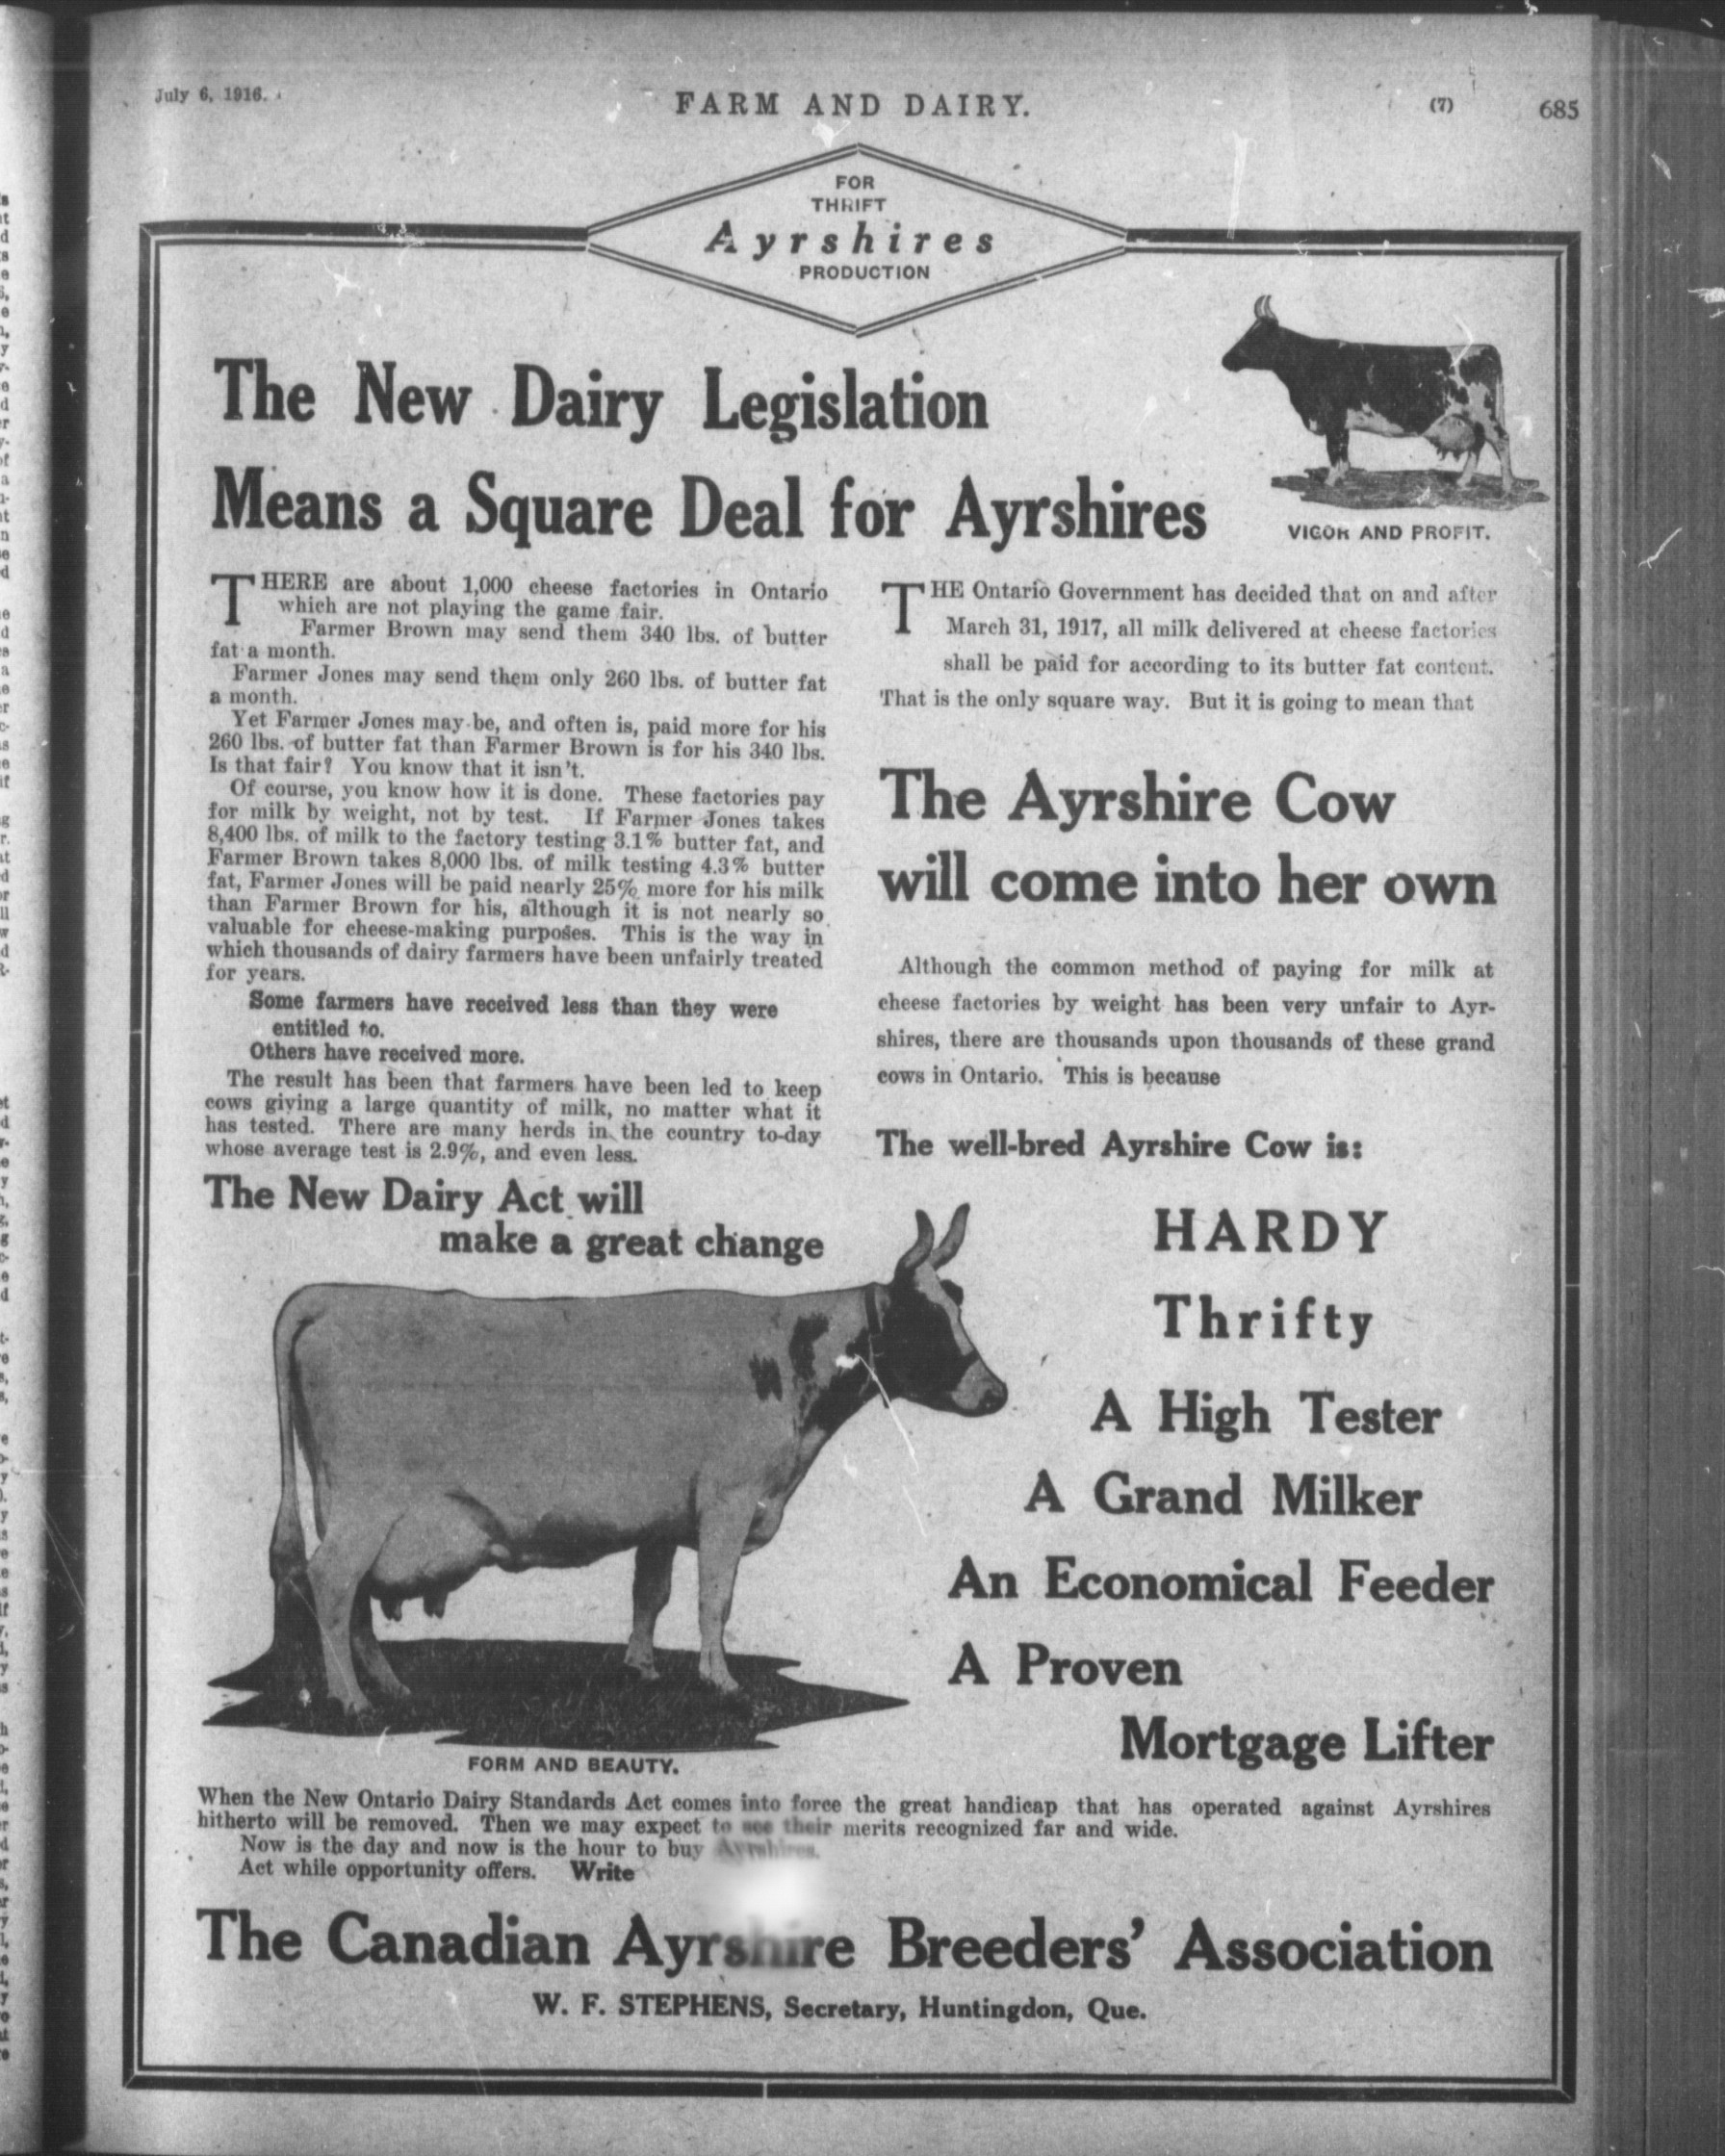 July 6, 1916.
FARM AND DAIRY.
(7)
685
FOR
THRIFT
Ayrshires
PRODUCTION
The New Dairy Legislation
Means a Square Deal for Ayrshires
VIGOR AND PROFIT.
THERE are about 1,000 cheese factories in Ontario
which are not playing the game fair.
Farmer Brown may send them 340 lbs. of butter
fat a month.
Farmer Jones may send them only 260 lbs. of butter fat
a month.
Yet Farmer Jones may be, and often is, paid more for his
260 lbs. of butter fat than Farmer Brown is for his 340 lbs.
Is that fair? You know that it isn't.
Of course, you know how it is done. These factories pay
for milk by weight, not by test. If Farmer Jones takes
8,400 lbs. of milk to the factory testing 3.1% butter fat, and
Farmer Brown takes 8,000 lbs. of milk testing 4.3% butter
fat, Farmer Jones will be paid nearly 25% more for his milk
than Farmer Brown for his, although it is not nearly so
valuable for cheese-making purposes. This is the way in
which thousands of dairy farmers have been unfairly treated
for years.
Some farmers have received less than they were
entitled to.
Others have received more.
The result has been that farmers have been led to keep
cows giving a large quantity of milk, no matter what it
has tested. There are many herds in the country to-day
whose average test is 2.9%, and even less.
The New Dairy Act will
make a great change
FORM AND BEAUTY.
THE Ontario Government has decided that on and after
March 31, 1917, all milk delivered at cheese factories
shall be paid for according to its butter fat content.
That is the only square way. But it is going to mean that
The Ayrshire Cow
will come into her own
Although the common method of paying for milk at
cheese factories by weight has been very unfair to Ayr-
shires, there are thousands upon thousands of these grand
cows in Ontario. This is because
The well-bred Ayrshire Cow is:
HARDY
Thrifty
A High Tester
A Grand Milker
An Economical Feeder
A Proven
Mortgage Lifter
When the New Ontario Dairy Standards Act comes into force the great handicap that has operated against Ayrshires
hitherto will be removed. Then we may expect to see their merits recognized far and wide.
Now is the day and now is the hour to buy Ayrshires.
Act while opportunity offers. Write
The Canadian Ayrshire Breeders' Association
W. F. STEPHENS, Secretary, Huntingdon, Que.